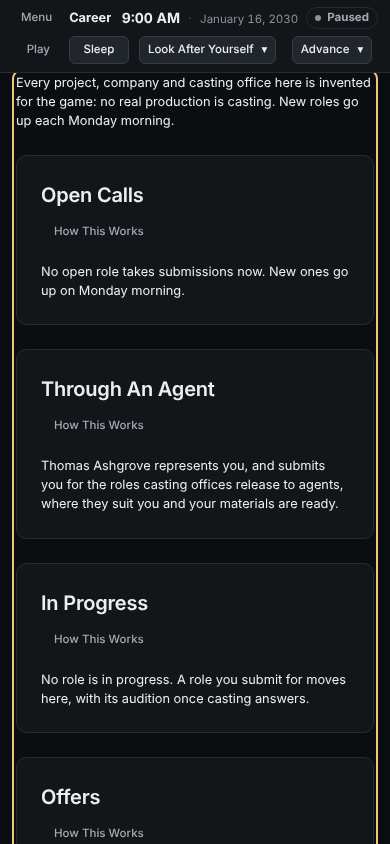 Menu Career 9:00 AM · January 16, 2030 Paused
Play Sleep Look After Yourself ▾ Advance ▾
Every project, company and casting office here is invented
for the game: no real production is casting. New roles go
up each Monday morning.
Open Calls
How This Works
No open role takes submissions now. New ones go
up on Monday morning.
Through An Agent
How This Works
Thomas Ashgrove represents you, and submits
you for the roles casting offices release to agents,
where they suit you and your materials are ready.
In Progress
How This Works
No role is in progress. A role you submit for moves
here, with its audition once casting answers.
Offers
How This Works